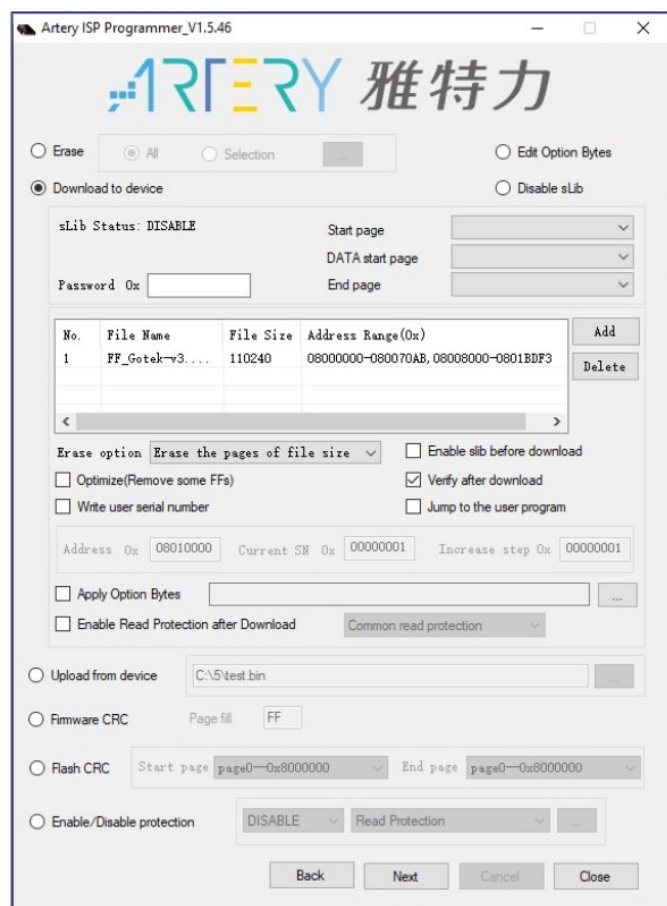 Artery ISP Programmer_V1.5.46
ARTERY 雅特力
Erase All Selection ... Edit Option Bytes
Download to device Disable sLib
sLib Status: DISABLE Start page
DATA start page
Password 0x End page
No. File Name File Size Address Range(0x) Add
1 FF_Gotek-v3.... 110240 08000000-080070AB, 08008000-0801BDF3 Delete
Erase option Erase the pages of file size Enable slib before download
Optimize(Remove some FFs) Verify after download
Write user serial number Jump to the user program
Address 0x 08010000 Current SN 0x 00000001 Increase step 0x 00000001
Apply Option Bytes ...
Enable Read Protection after Download Common read protection
Upload from device C:\5\test.bin ...
Firmware CRC Page fill FF
Flash CRC Start page page0—0x8000000 End page page0—0x8000000
Enable/Disable protection DISABLE Read Protection ...
Back Next Cancel Close